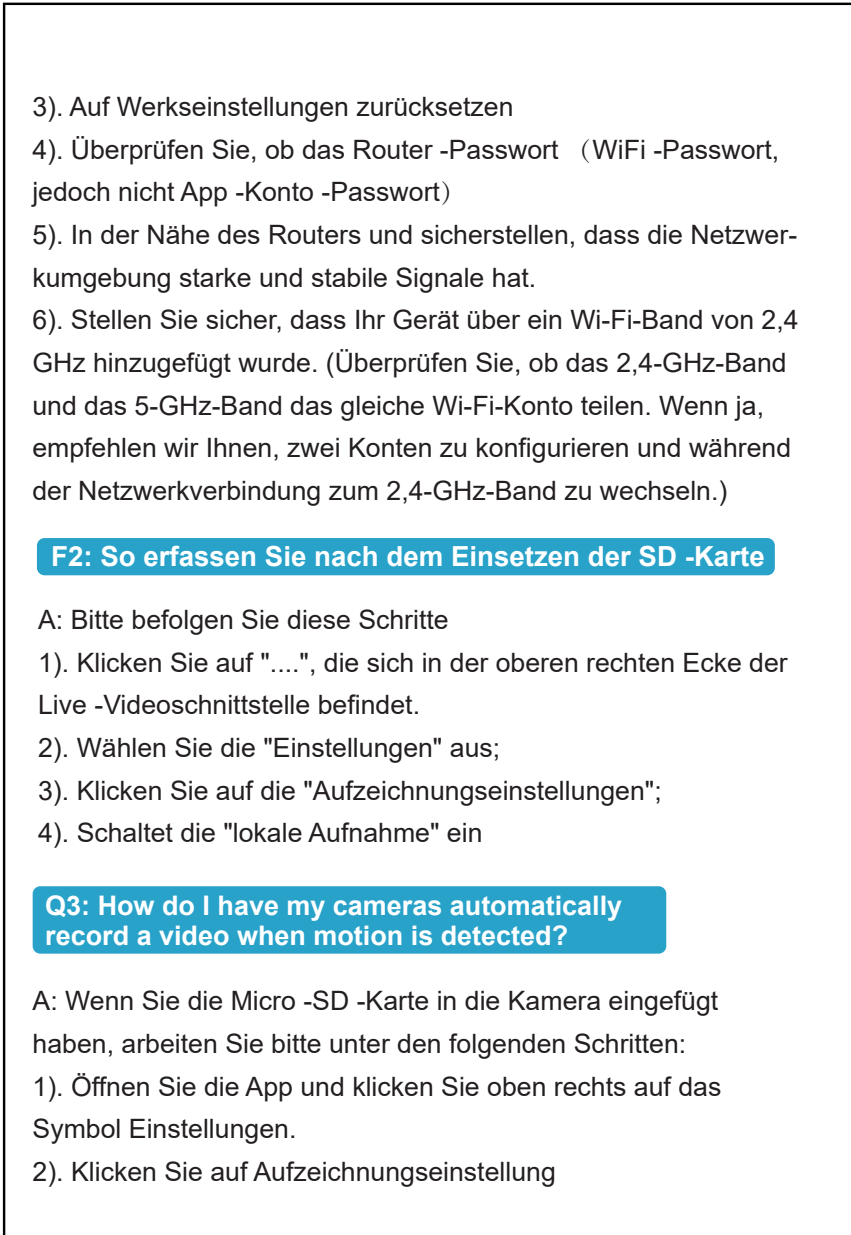 3). Auf Werkseinstellungen zurücksetzen
4). Überprüfen Sie, ob das Router -Passwort （WiFi -Passwort,
jedoch nicht App -Konto -Passwort）
5). In der Nähe des Routers und sicherstellen, dass die Netzwer-
kumgebung starke und stabile Signale hat.
6). Stellen Sie sicher, dass Ihr Gerät über ein Wi-Fi-Band von 2,4
GHz hinzugefügt wurde. (Überprüfen Sie, ob das 2,4-GHz-Band
und das 5-GHz-Band das gleiche Wi-Fi-Konto teilen. Wenn ja,
empfehlen wir Ihnen, zwei Konten zu konfigurieren und während
der Netzwerkverbindung zum 2,4-GHz-Band zu wechseln.)
F2: So erfassen Sie nach dem Einsetzen der SD -Karte
A: Bitte befolgen Sie diese Schritte
1). Klicken Sie auf "....", die sich in der oberen rechten Ecke der
Live -Videoschnittstelle befindet.
2). Wählen Sie die "Einstellungen" aus;
3). Klicken Sie auf die "Aufzeichnungseinstellungen";
4). Schaltet die "lokale Aufnahme" ein
Q3: How do I have my cameras automatically
record a video when motion is detected?
A: Wenn Sie die Micro -SD -Karte in die Kamera eingefügt
haben, arbeiten Sie bitte unter den folgenden Schritten:
1). Öffnen Sie die App und klicken Sie oben rechts auf das
Symbol Einstellungen.
2). Klicken Sie auf Aufzeichnungseinstellung